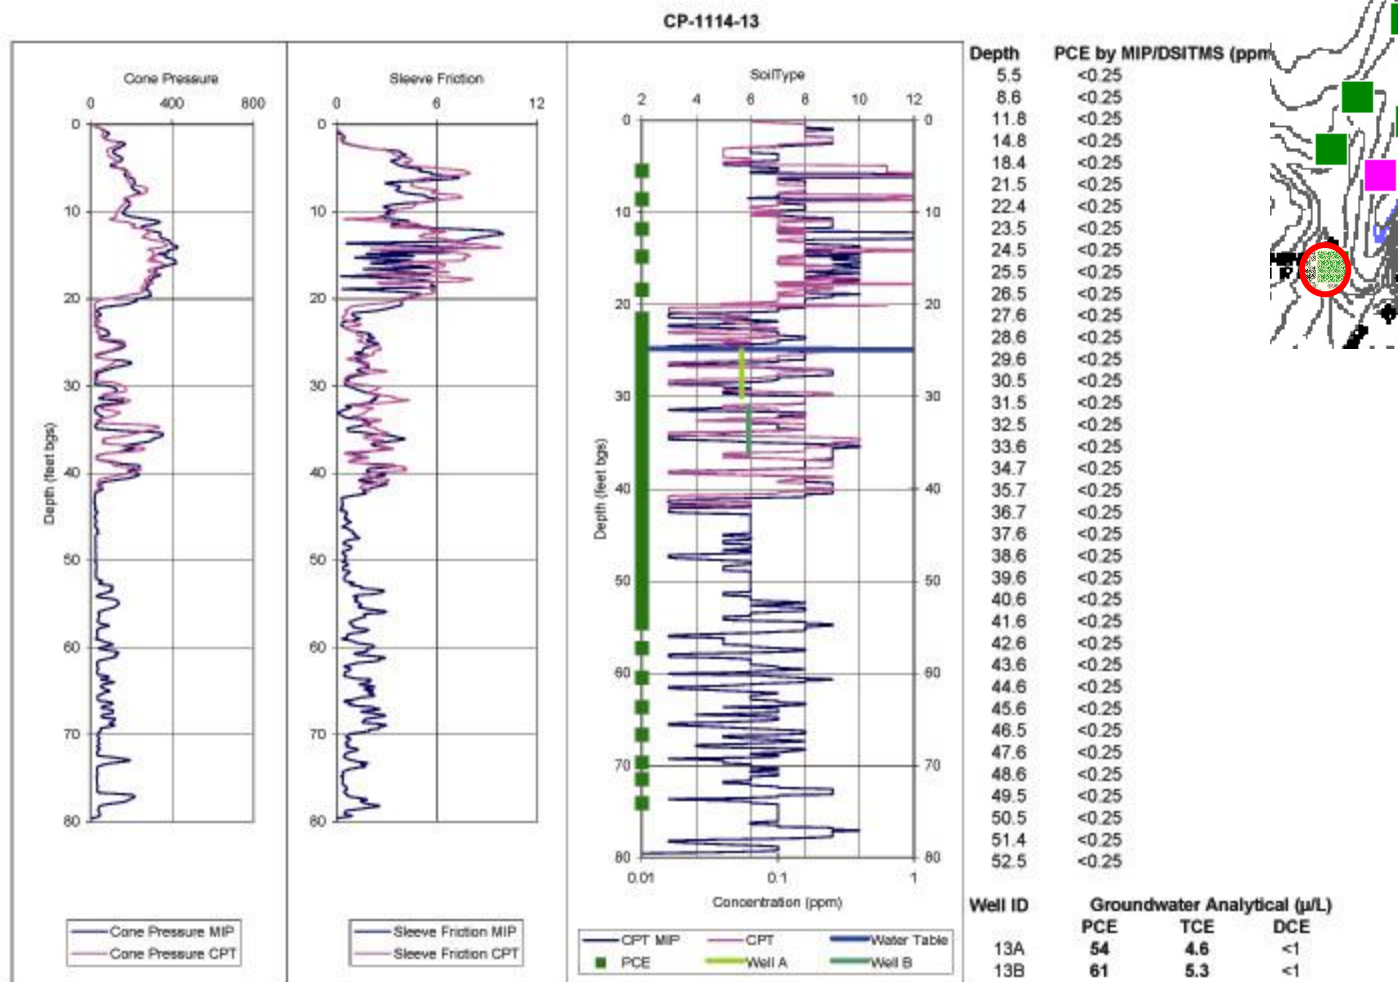 CP-1114-13
Cone Pressure
0 400 800
0
10
20
30
40
50
60
70
80
Depth (feet bgs)
Cone Pressure MIP
Cone Pressure CPT
Sleeve Friction
0 6 12
0
10
20
30
40
50
60
70
80
Sleeve Friction MIP
Sleeve Friction CPT
SoilType
2 4 6 8 10 12
0 0
10 10
20 20
30 30
40 40
50 50
60 60
70 70
80 80
Depth (feet bgs)
0.01 0.1 1
Concentration (ppm)
CPT MIP CPT Water Table
PCE Well A Well B
Depth PCE by MIP/DSITMS (ppm
5.5 <0.25
8.6 <0.25
11.8 <0.25
14.8 <0.25
18.4 <0.25
21.5 <0.25
22.4 <0.25
23.5 <0.25
24.5 <0.25
25.5 <0.25
26.5 <0.25
27.6 <0.25
28.6 <0.25
29.6 <0.25
30.5 <0.25
31.5 <0.25
32.5 <0.25
33.6 <0.25
34.7 <0.25
35.7 <0.25
36.7 <0.25
37.6 <0.25
38.6 <0.25
39.6 <0.25
40.6 <0.25
41.6 <0.25
42.6 <0.25
43.6 <0.25
44.6 <0.25
45.6 <0.25
46.5 <0.25
47.6 <0.25
48.6 <0.25
49.5 <0.25
50.5 <0.25
51.4 <0.25
52.5 <0.25
Well ID Groundwater Analytical (µ/L)
PCE TCE DCE
13A 54 4.6 <1
13B 61 5.3 <1